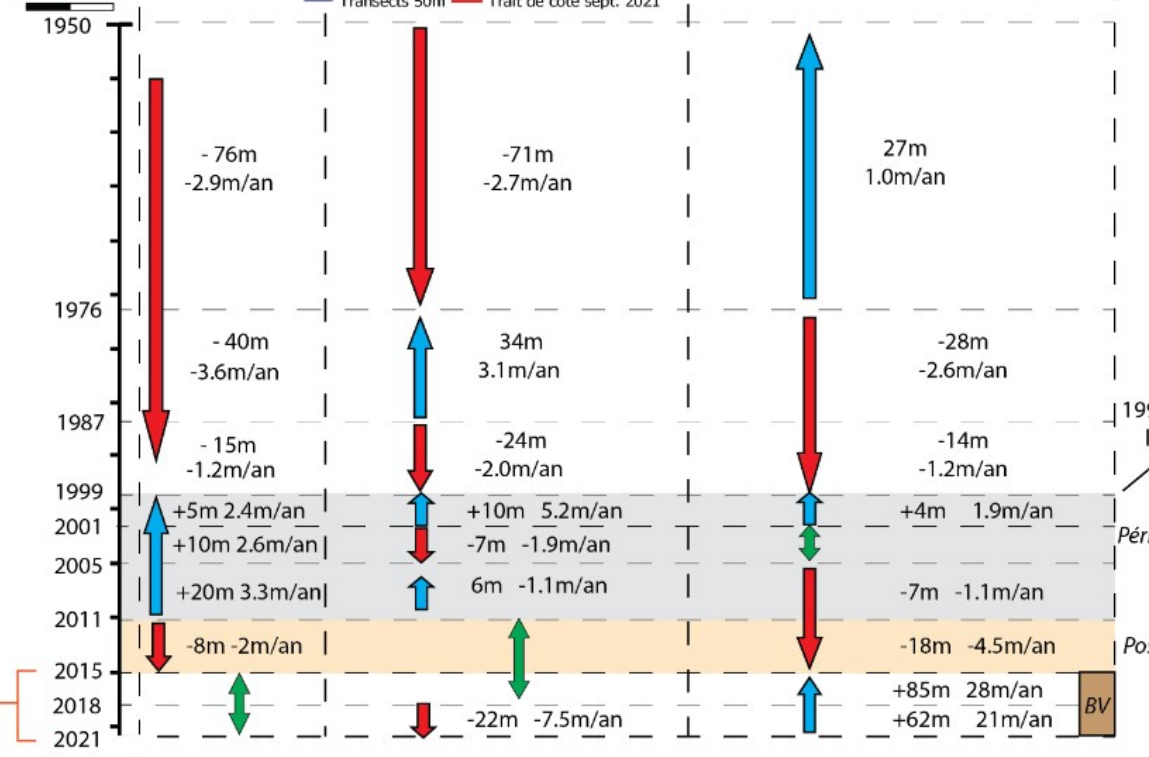 Transects 50m Trait de côte sept. 2021
1950
- 76m -71m 27m
-2.9m/an -2.7m/an 1.0m/an
1976
- 40m 34m -28m
-3.6m/an 3.1m/an -2.6m/an
1987
- 15m -24m -14m
-1.2m/an -2.0m/an -1.2m/an
1999
+5m 2.4m/an +10m 5.2m/an +4m 1.9m/an
2001
+10m 2.6m/an -7m -1.9m/an
2005
+20m 3.3m/an 6m -1.1m/an -7m -1.1m/an
2011
-8m -2m/an -18m -4.5m/an
2015
+85m 28m/an
2018 BV
-22m -7.5m/an +62m 21m/an
2021